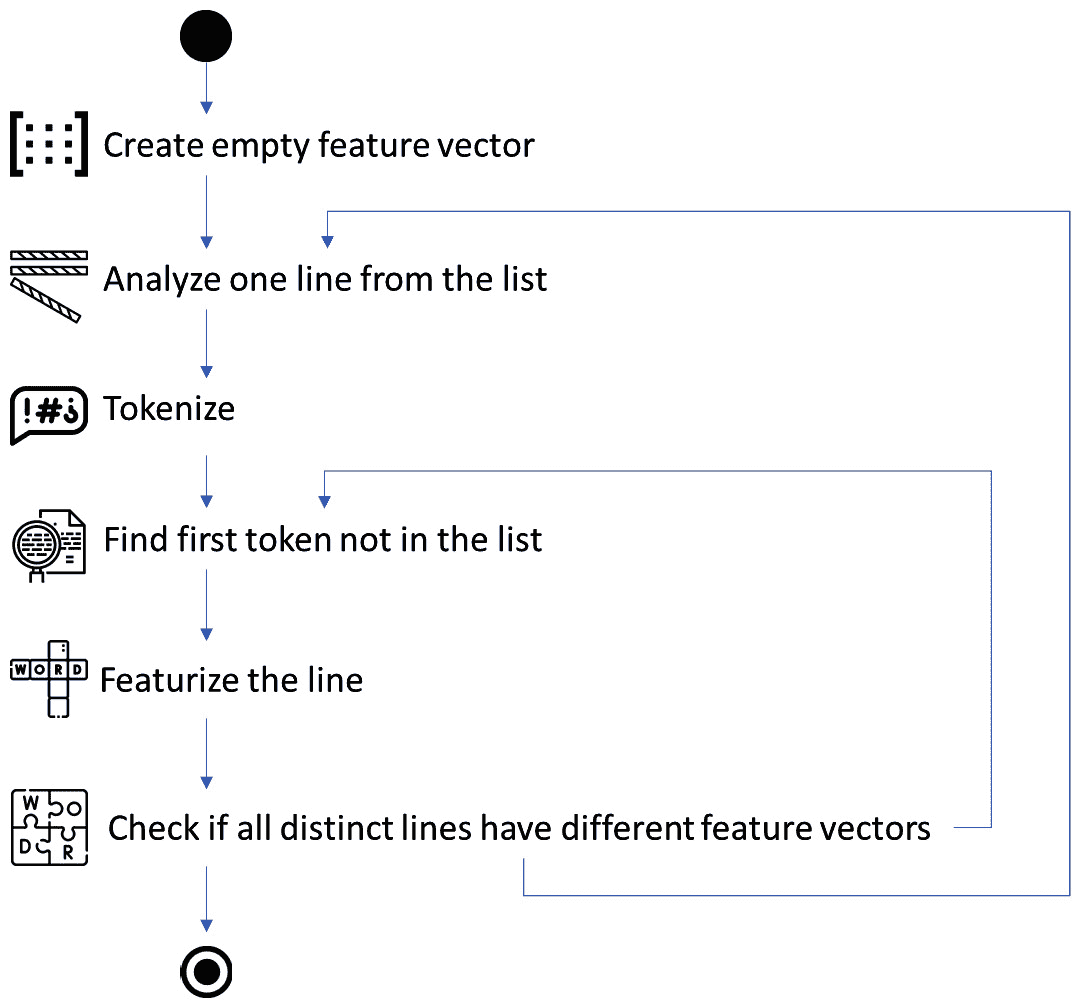 Create empty feature vector
Analyze one line from the list
!#¿
Tokenize
Find first token not in the list
WORD
Featurize the line
W O
D R
Check if all distinct lines have different feature vectors